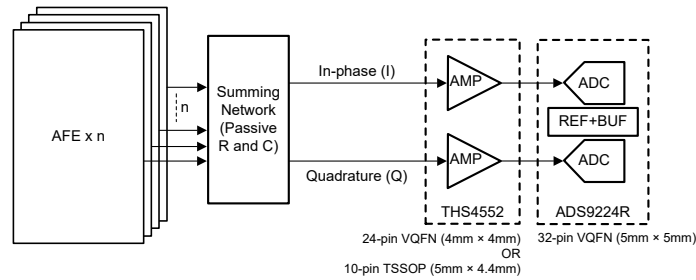 AFE x n
n
Summing
Network
(Passive
R and C)
In-phase (I)
Quadrature (Q)
AMP
AMP
THS4552
ADC
REF+BUF
ADC
ADS9224R
24-pin VQFN (4mm × 4mm)
OR
10-pin TSSOP (5mm × 4.4mm)
32-pin VQFN (5mm × 5mm)